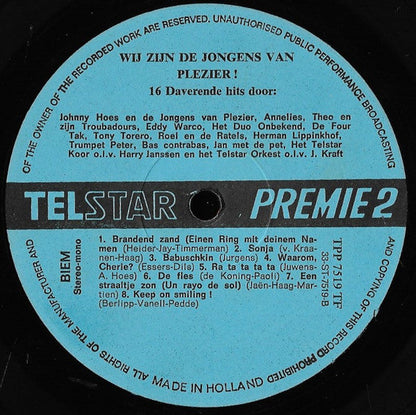 OF THE OWNER OF THE RECORDED WORK ARE RESERVED. UNAUTHORISED PUBLIC PERFORMANCE BROADCASTING
WIJ ZIJN DE JONGENS VAN
PLEZIER !
16 Daverende hits door:
Johnny Hoes en de Jongens van Plezier, Annelies, Theo en
zijn Troubadours, Eddy Warco, Het Duo Onbekend, De Four
Tak, Tony Torero, Roel en de Ratels, Herman Lippinkhof,
Trumpet Peter, Bas contrabas, Jan met de pet, Het Telstar
Koor o.l.v. Harry Janssen en het Telstar Orkest o.l.v. J. Kraft
TELSTAR PREMIE 2
BIEM
Stereo-mono
1. Brandend zand (Einen Ring mit deinem Na-
men (Heider-Jay-Timmerman) 2. Sonja (v. Kraa-
nen-Haag) 3. Babuschkin (Jurgens) 4. Waarom,
Cherie? (Essers-Dils) 5. Ra ta ta ta ta (Juwens-
A. Hoes) 6. De fles (de Koning-Paoli) 7. Een
straaltje zon (Un rayo de sol) (Jaën-Haag-Mar-
tien) 8. Keep on smiling !
(Berlipp-Vanell-Pedde)
TPP 7519 TF
33-ST-7519-B
ALL RIGHTS OF THE MANUFACTURER AND
AND COPYING OF THIS RECORD PROHIBITED
MADE IN HOLLAND